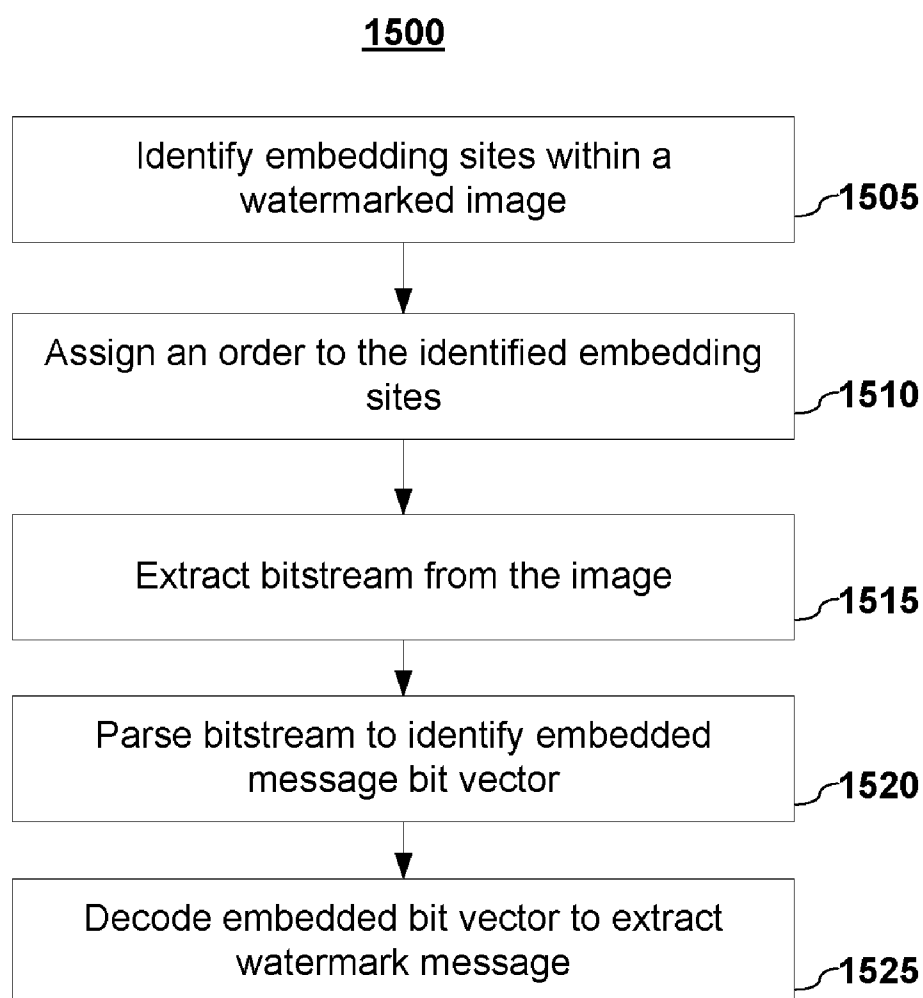 1500
Identify embedding sites within a
watermarked image
1505
Assign an order to the identified embedding
sites
1510
Extract bitstream from the image
1515
Parse bitstream to identify embedded
message bit vector
1520
Decode embedded bit vector to extract
watermark message
1525